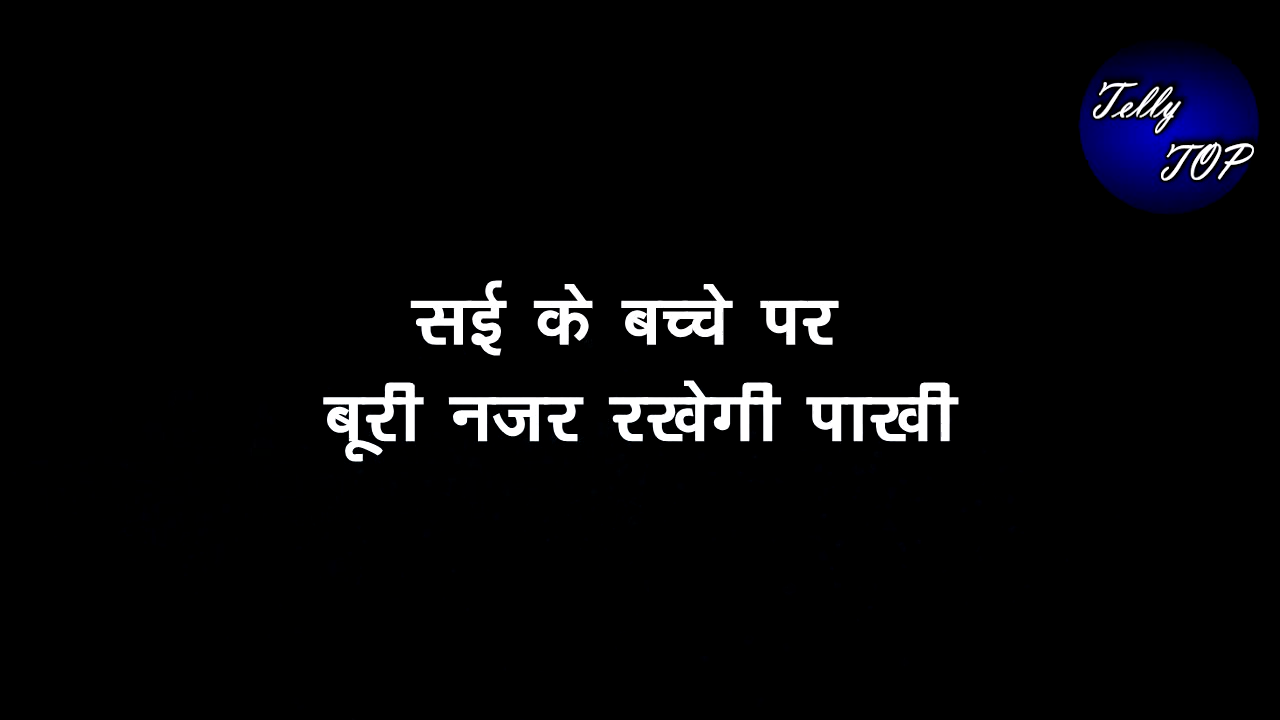 Telly
TOP
सई के बच्चे पर
बूरी नजर रखेगी पाखी